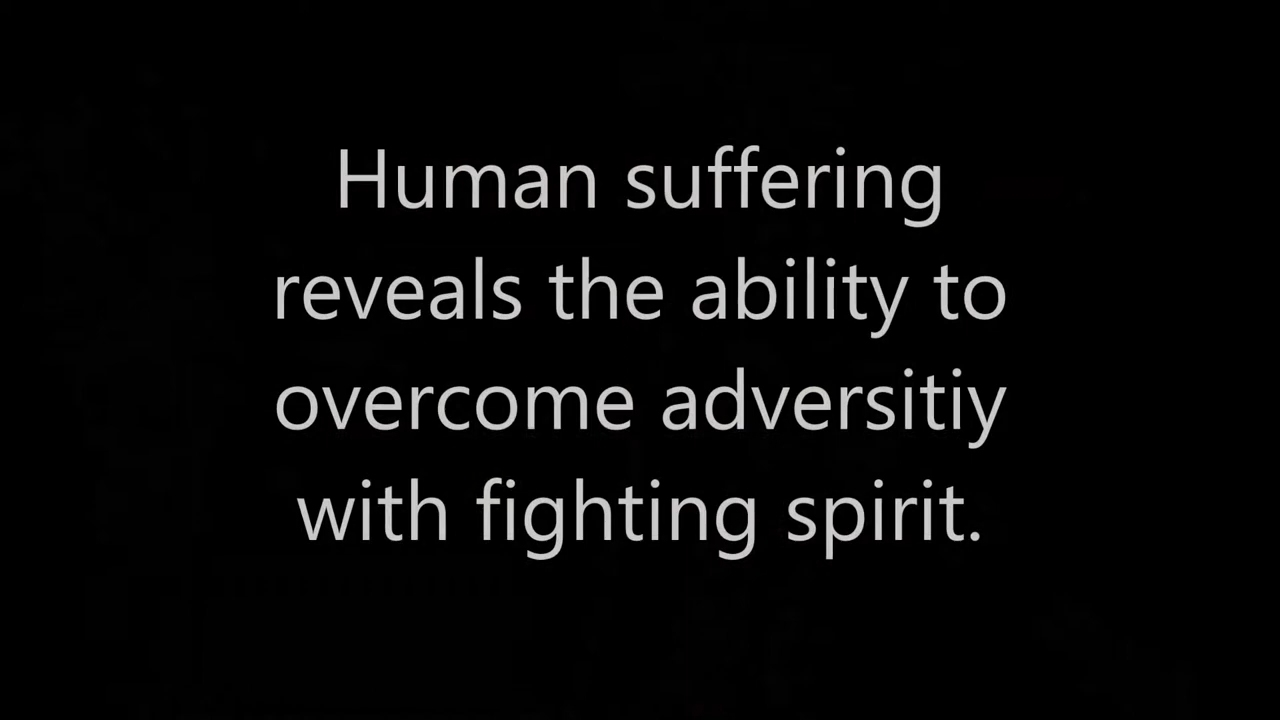 Human suffering
reveals the ability to
overcome adversitiy
with fighting spirit.